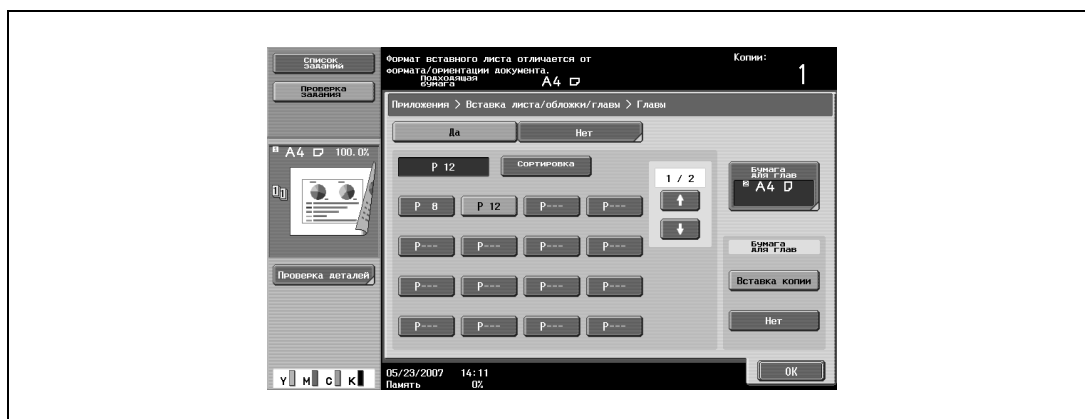 Список
заданий
Проверка
задания
A4 100.0%
Проверка деталей
Y M C K
Формат вставного листа отличается от
формата/ориентации документа.
Подходящая
бумага
A4
Копии:
1
Приложения > Вставка листа/обложки/главы > Главы
Да Нет
P 12 Сортировка
1 / 2
P 8 P 12 P--- P---
P--- P--- P--- P---
P--- P--- P--- P---
P--- P--- P--- P---
Бумага
для глав
A4
Бумага
для глав
Вставка копии
Нет
05/23/2007 14:11
Память 0%
OK